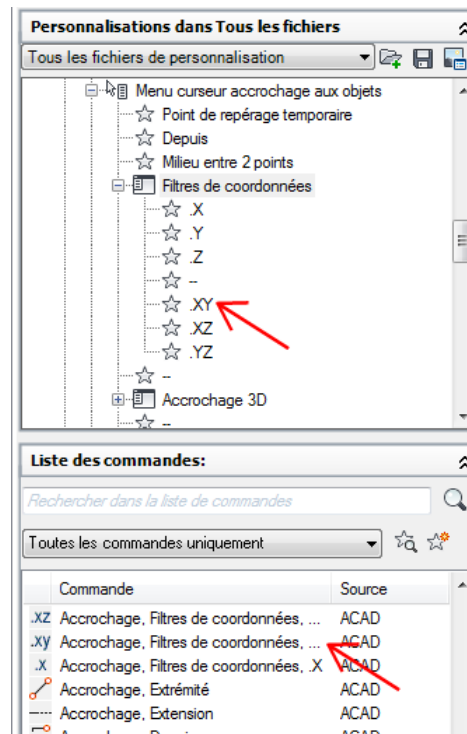 Personnalisations dans Tous les fichiers
Tous les fichiers de personnalisation
Menu curseur accrochage aux objets
Point de repérage temporaire
Depuis
Milieu entre 2 points
Filtres de coordonnées
.X
.Y
.Z
--
.XY
.XZ
.YZ
--
Accrochage 3D
--
Liste des commandes:
Rechercher dans la liste de commandes
Toutes les commandes uniquement
Commande Source
.XZ Accrochage, Filtres de coordonnées, ... ACAD
.xy Accrochage, Filtres de coordonnées, ... ACAD
.X Accrochage, Filtres de coordonnées, .X ACAD
Accrochage, Extrémité ACAD
Accrochage, Extension ACAD